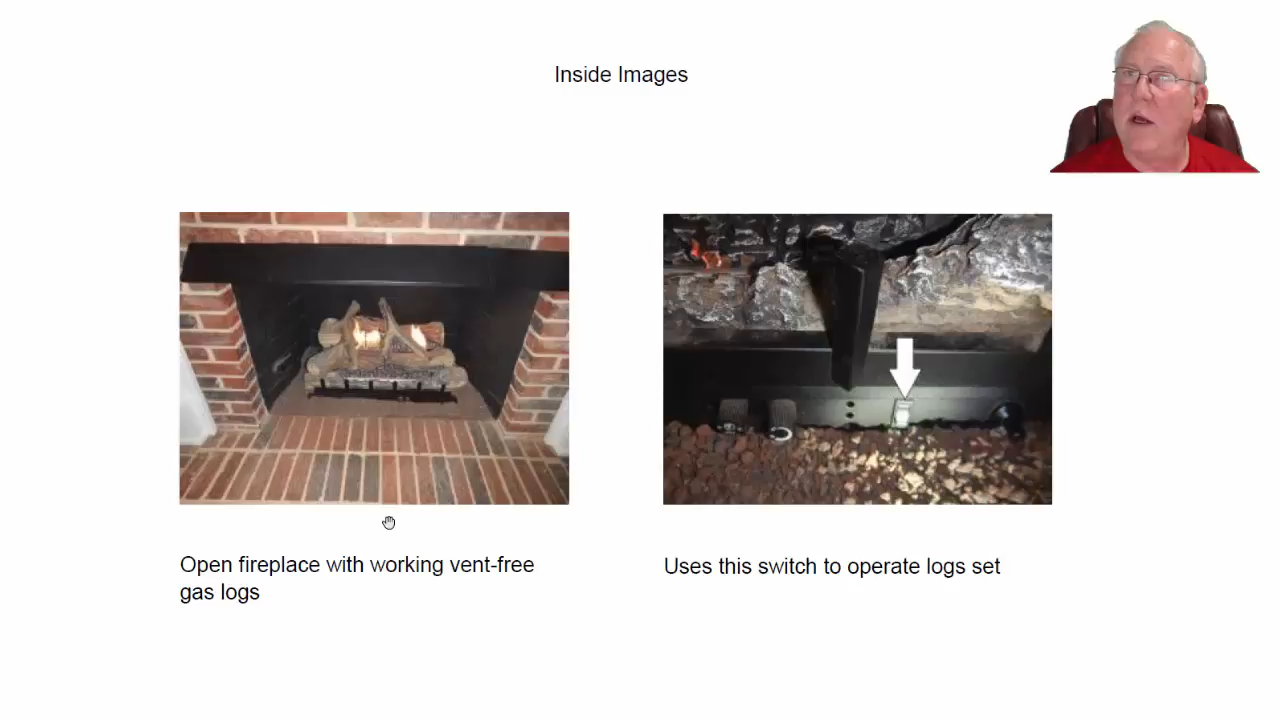 Inside Images
Open fireplace with working vent-free
gas logs
Uses this switch to operate logs set